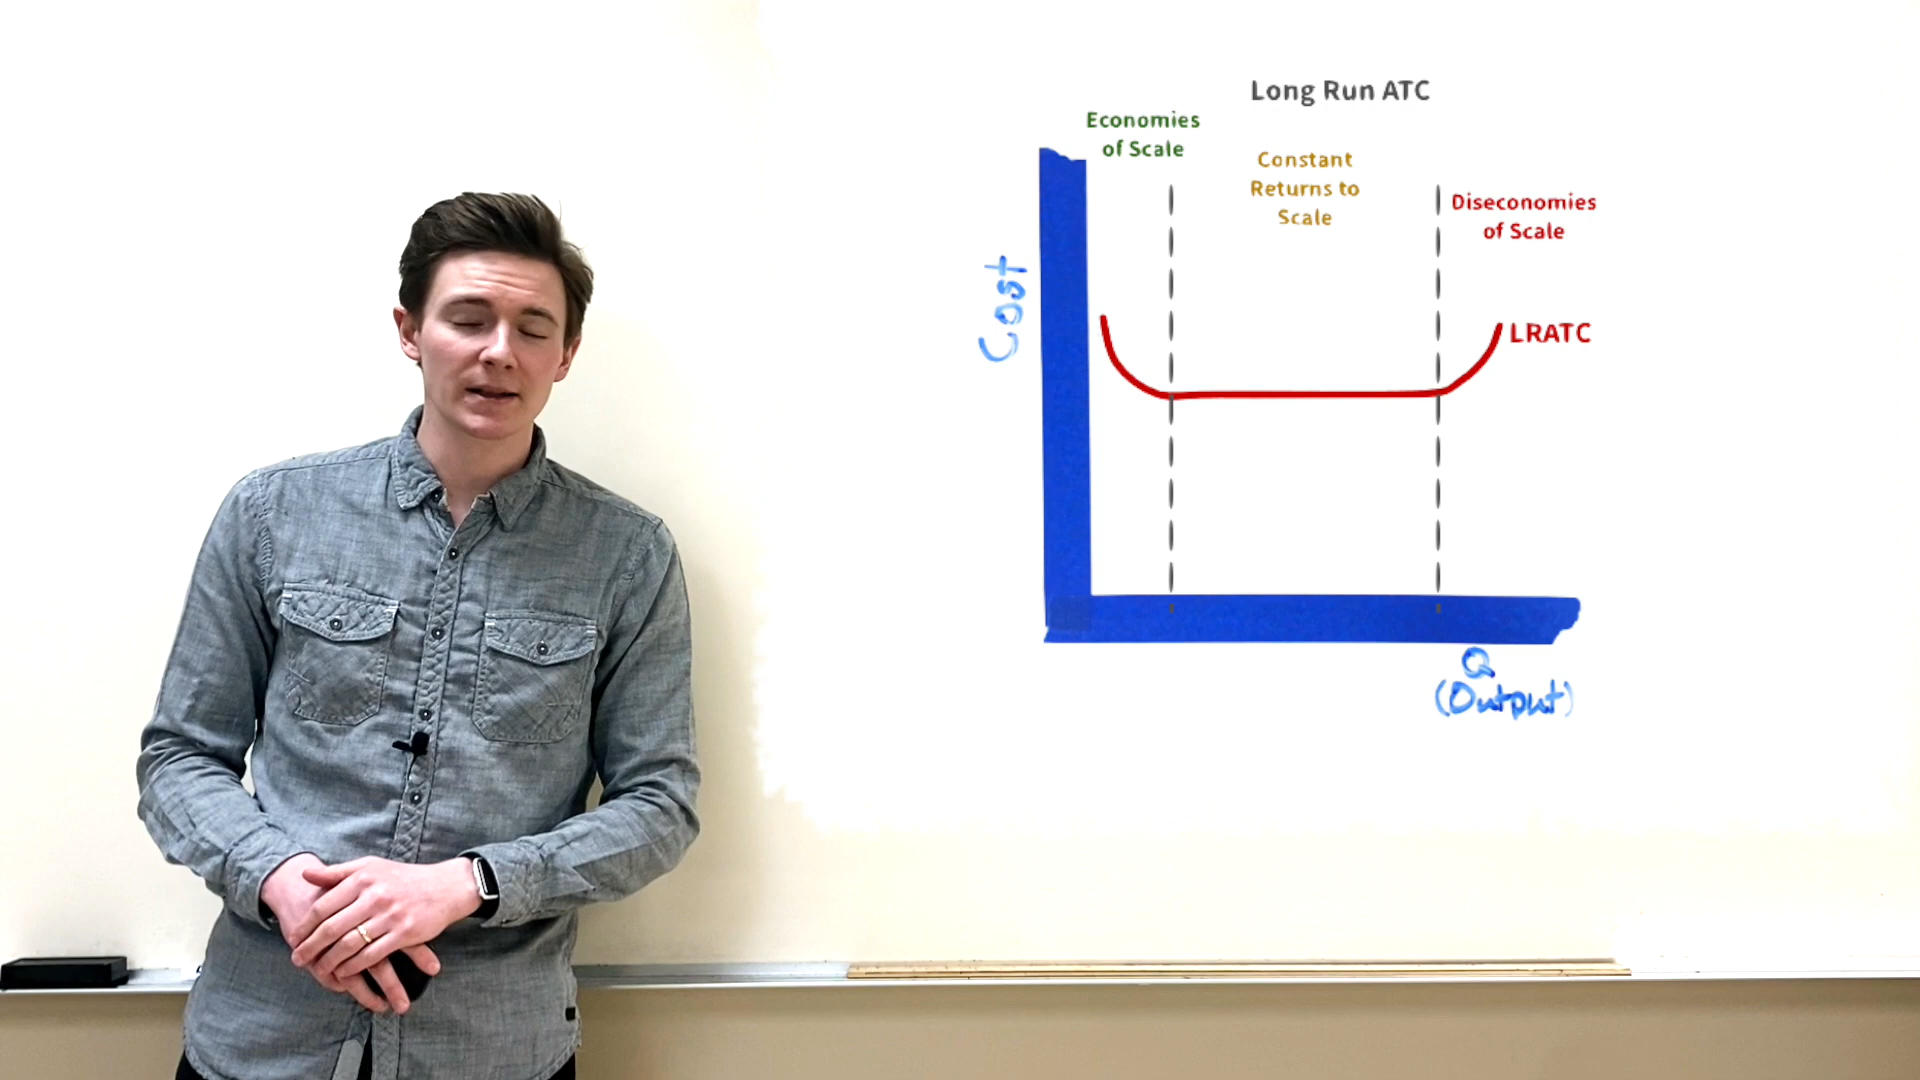 Long Run ATC
Economies
of Scale
Constant
Returns to
Scale
Diseconomies
of Scale
Cost
LRATC
Q
(Output)